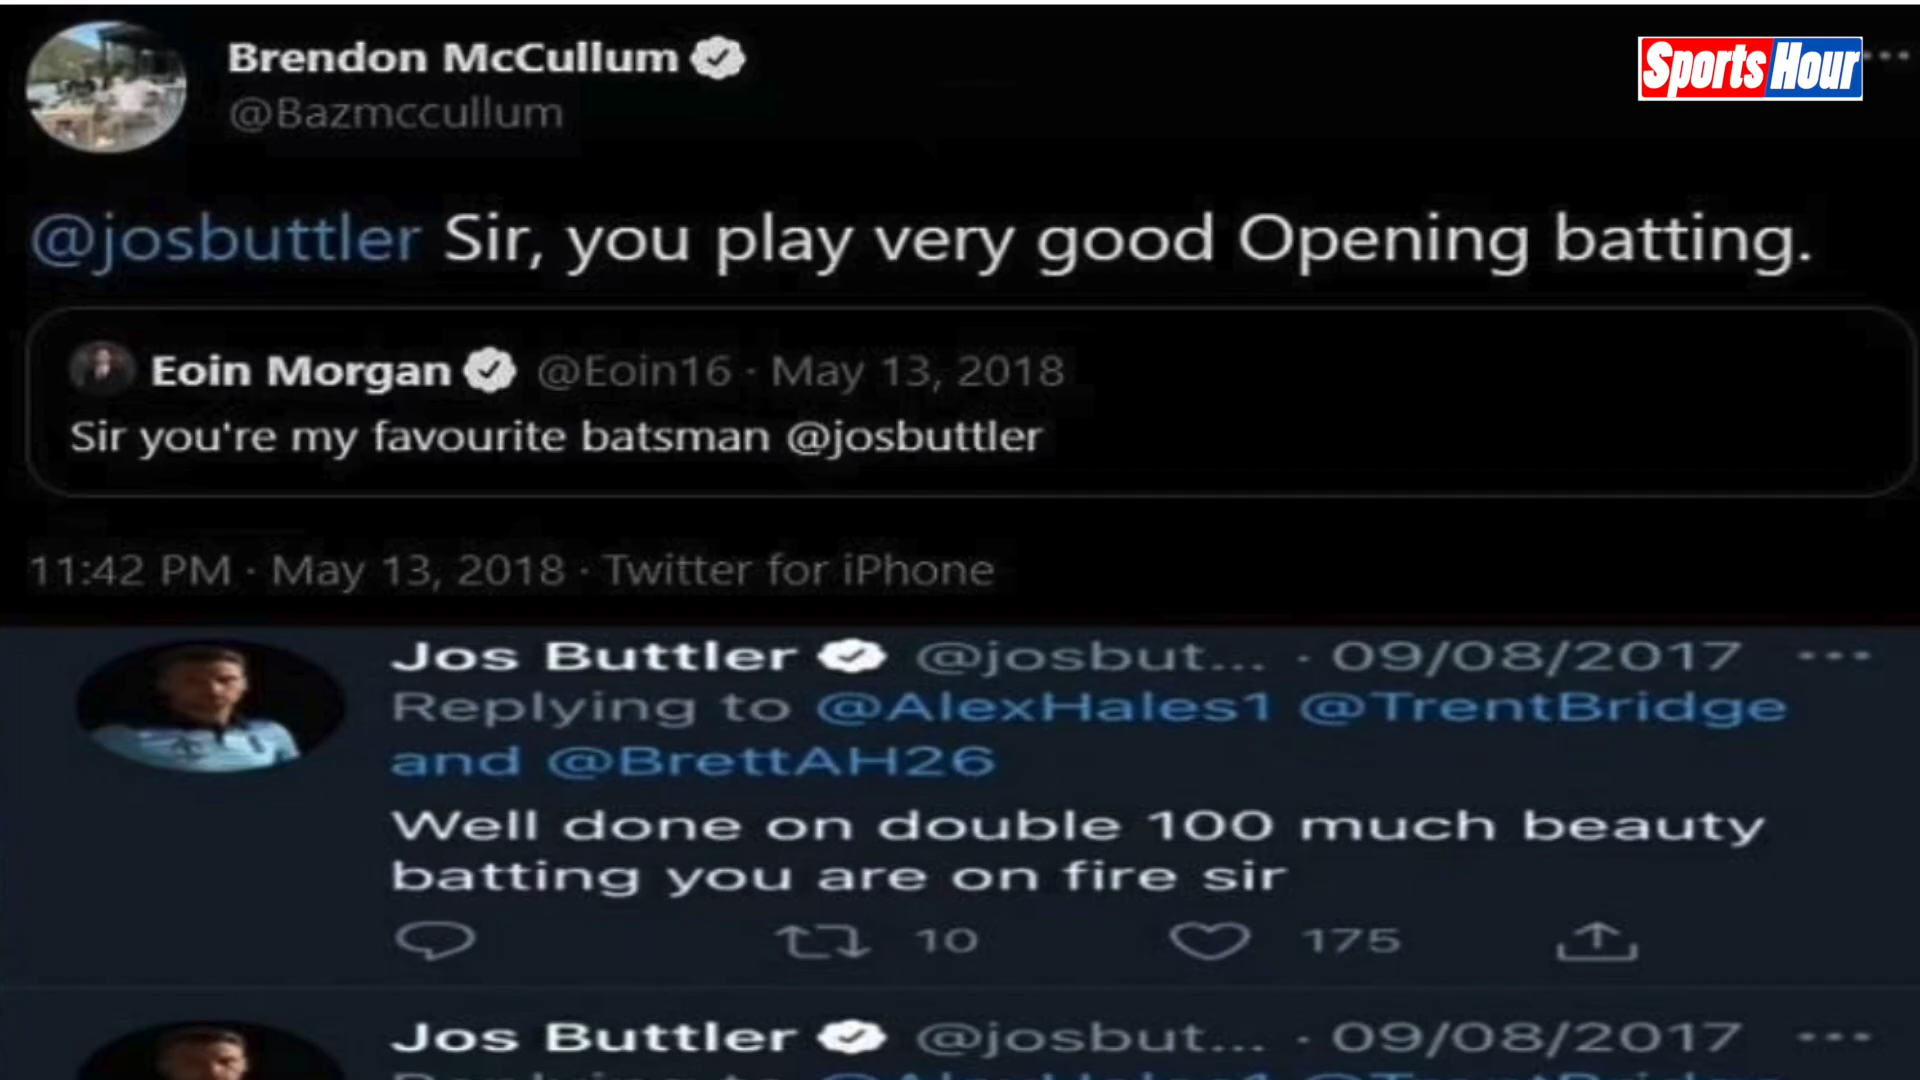 Brendon McCullum
SportsHour
@Bazmccullum
@josbuttler Sir, you play very good Opening batting.
Eoin Morgan @Eoin16 · May 13, 2018
Sir you're my favourite batsman @josbuttler
11:42 PM · May 13, 2018 · Twitter for iPhone
Jos Buttler @josbut... · 09/08/2017
Replying to @AlexHales1 @TrentBridge
and @BrettAH26
Well done on double 100 much beauty
batting you are on fire sir
10 175
Jos Buttler @josbut... · 09/08/2017